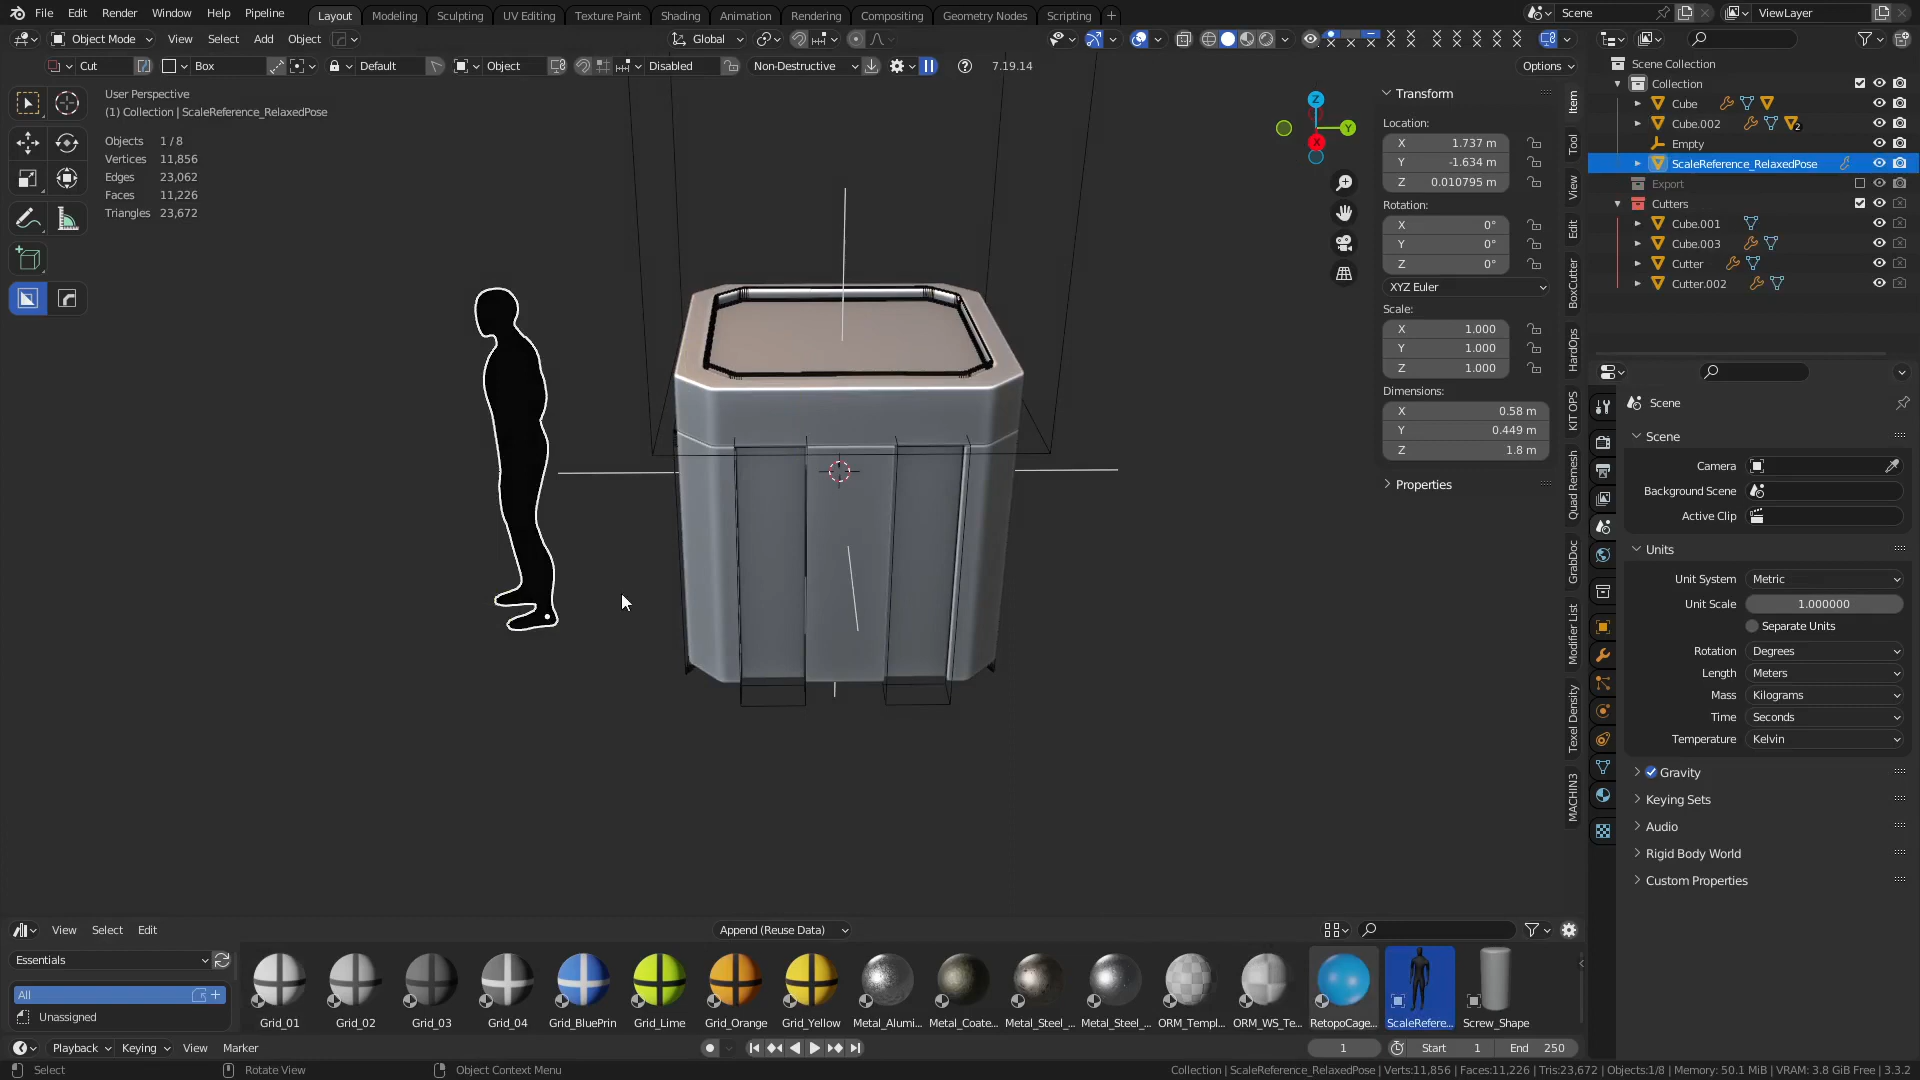 File Edit Render Window Help Pipeline Layout Modeling Sculpting UV Editing Texture Paint Shading Animation Rendering Compositing Geometry Nodes Scripting + Scene ViewLayer
Object Mode View Select Add Object Global
Cut Box Default Object Disabled Non-Destructive 7.19.14 Options
User Perspective
(1) Collection | ScaleReference_RelaxedPose
Objects 1 / 8
Vertices 11,856
Edges 23,062
Faces 11,226
Triangles 23,672
Z
Y
X
Transform
Location:
X 1.737 m
Y -1.634 m
Z 0.010795 m
Rotation:
X 0°
Y 0°
Z 0°
XYZ Euler
Scale:
X 1.000
Y 1.000
Z 1.000
Dimensions:
X 0.58 m
Y 0.449 m
Z 1.8 m
Properties
Item
Tool
View
Edit
BoxCutter
HardOps
KIT OPS
Quad Remesh
GrabDoc
Modifier List
Texel Density
MACHIN3
Scene Collection
Collection
Cube
Cube.002 2
Empty
ScaleReference_RelaxedPose
Export
Cutters
Cube.001
Cube.003
Cutter
Cutter.002
Scene
Scene
Camera
Background Scene
Active Clip
Units
Unit System Metric
Unit Scale 1.000000
Separate Units
Rotation Degrees
Length Meters
Mass Kilograms
Time Seconds
Temperature Kelvin
Gravity
Keying Sets
Audio
Rigid Body World
Custom Properties
View Select Edit Append (Reuse Data)
Essentials
All
Unassigned
Grid_01 Grid_02 Grid_03 Grid_04 Grid_BluePrin Grid_Lime Grid_Orange Grid_Yellow Metal_Alumi... Metal_Coate... Metal_Steel_... Metal_Steel_... ORM_Templ... ORM_WS_Te... RetopoCage... ScaleRefere... Screw_Shape
Playback Keying View Marker 1 Start 1 End 250
Select Rotate View Object Context Menu Collection | ScaleReference_RelaxedPose | Verts:11,856 | Faces:11,226 | Tris:23,672 | Objects:1/8 | Memory: 50.1 MiB | VRAM: 3.8 GiB Free | 3.3.2